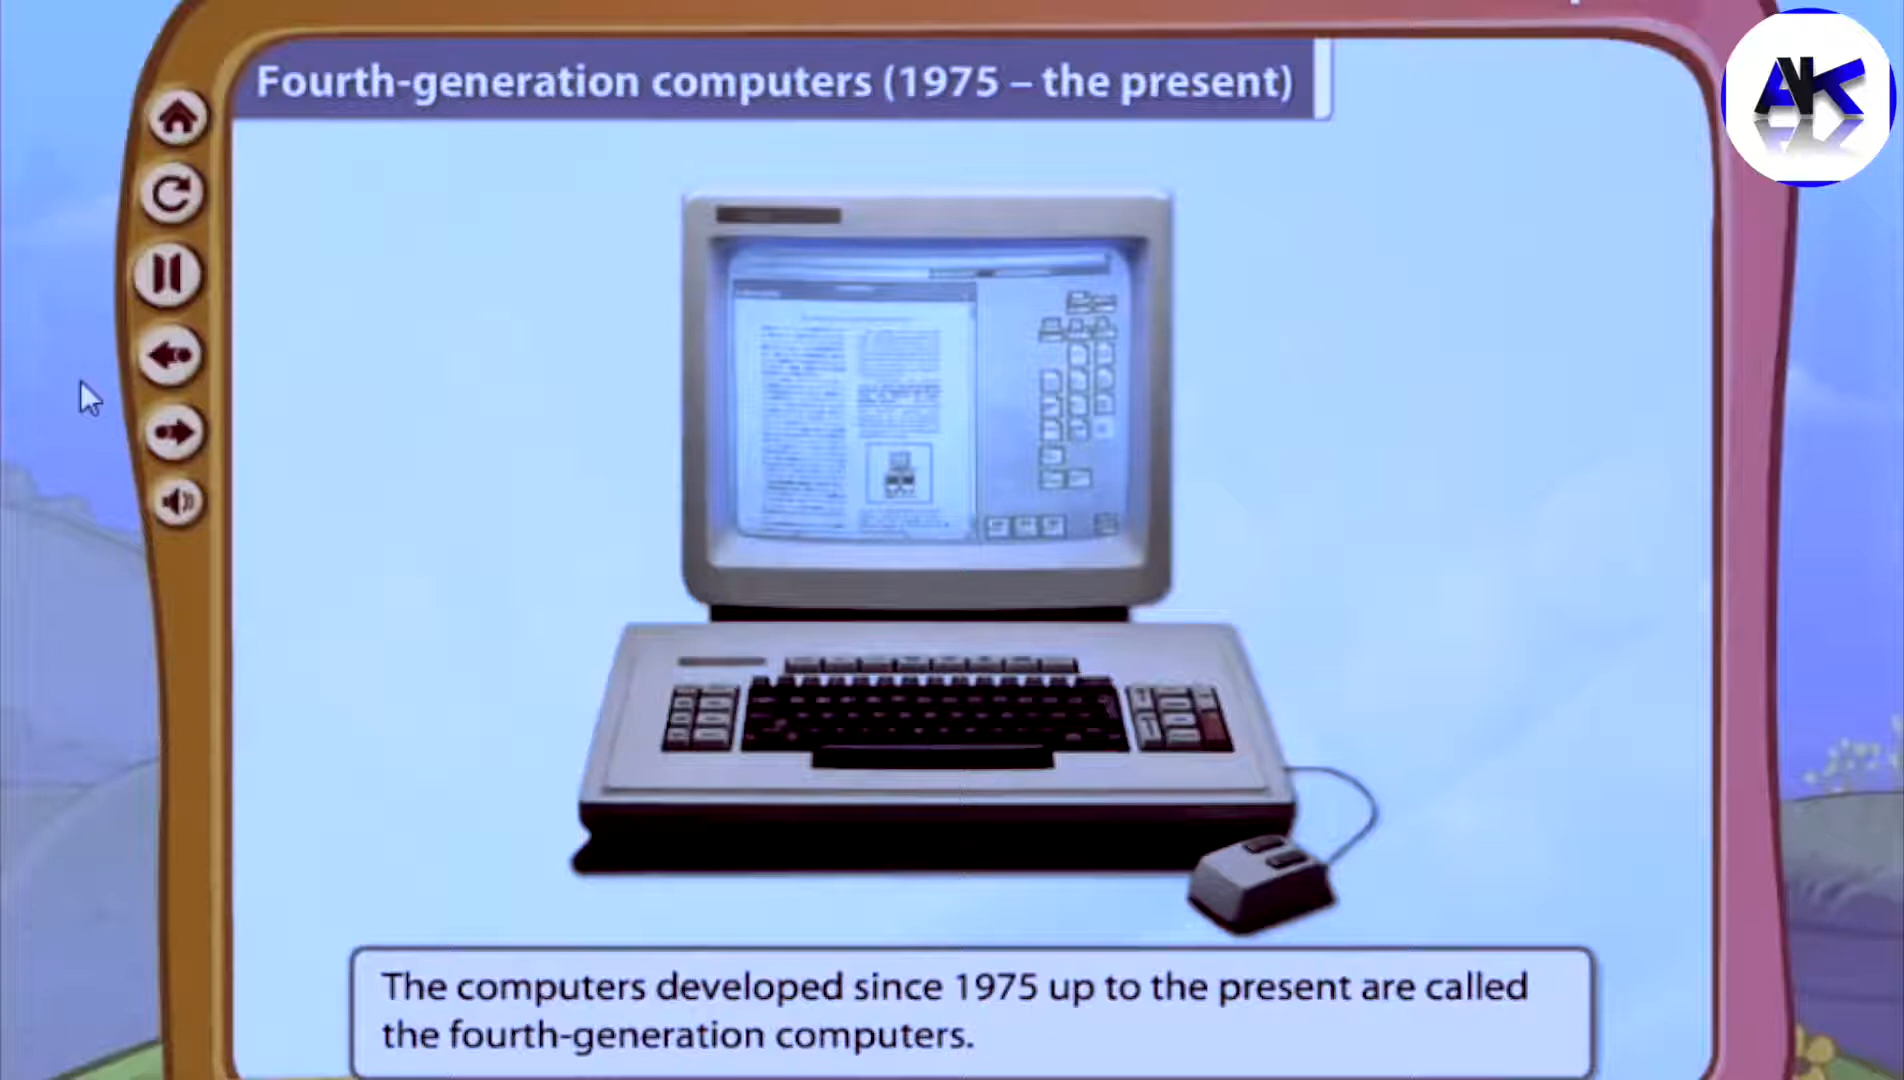 Fourth-generation computers (1975 – the present)
AK
The computers developed since 1975 up to the present are called
the fourth-generation computers.